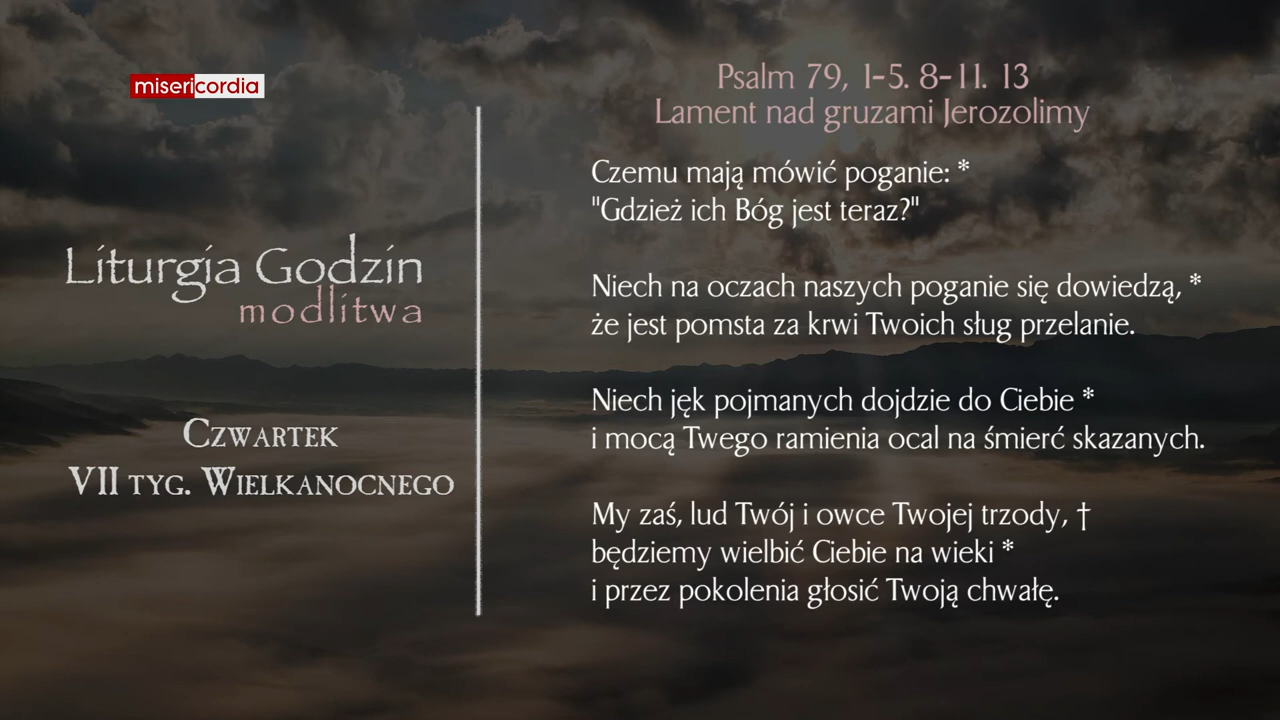 misericordia
Liturgia Godzin
modlitwa
Czwartek
VII tyg. Wielkanocnego
Psalm 79, 1-5. 8-11. 13
Lament nad gruzami Jerozolimy
Czemu mają mówić poganie: *
"Gdzież ich Bóg jest teraz?"
Niech na oczach naszych poganie się dowiedzą, *
że jest pomsta za krwi Twoich sług przelanie.
Niech jęk pojmanych dojdzie do Ciebie *
i mocą Twego ramienia ocal na śmierć skazanych.
My zaś, lud Twój i owce Twojej trzody, †
będziemy wielbić Ciebie na wieki *
i przez pokolenia głosić Twoją chwałę.